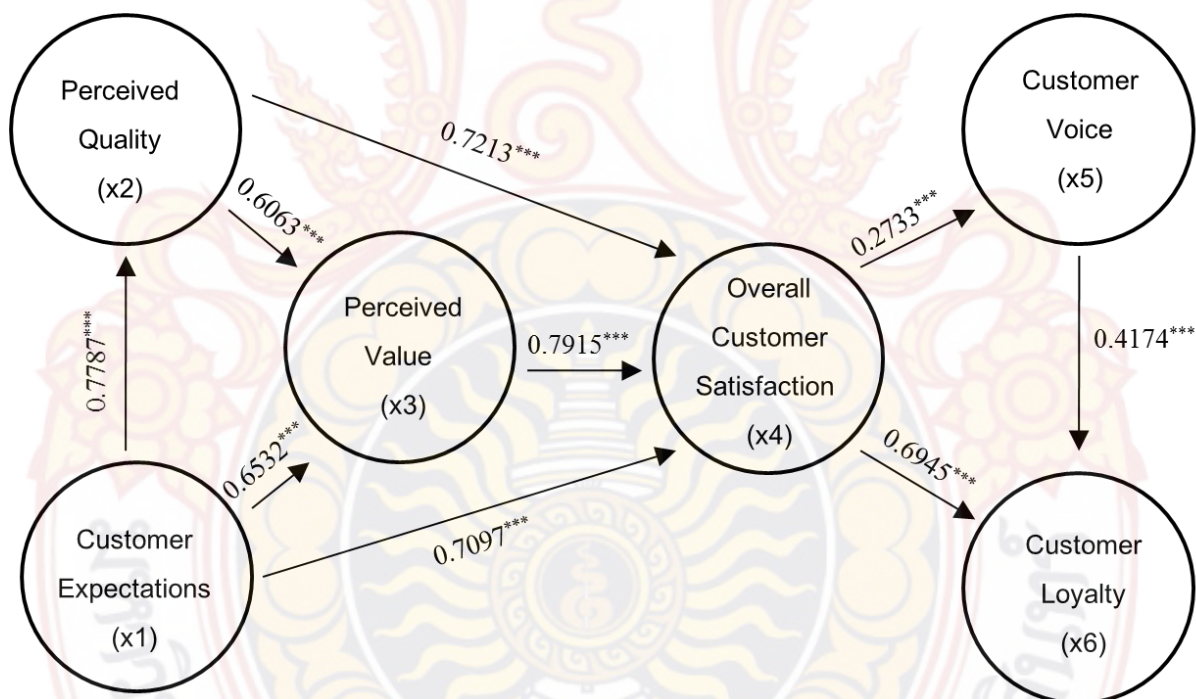 Perceived
Quality
(x2)
Customer
Voice
(x5)
0.7213***
0.6063***
0.2733***
Perceived
Value
(x3)
Overall
Customer
Satisfaction
(x4)
0.7915***
0.4174***
0.7787***
0.6532***
0.7097***
0.6945***
Customer
Expectations
(x1)
Customer
Loyalty
(x6)